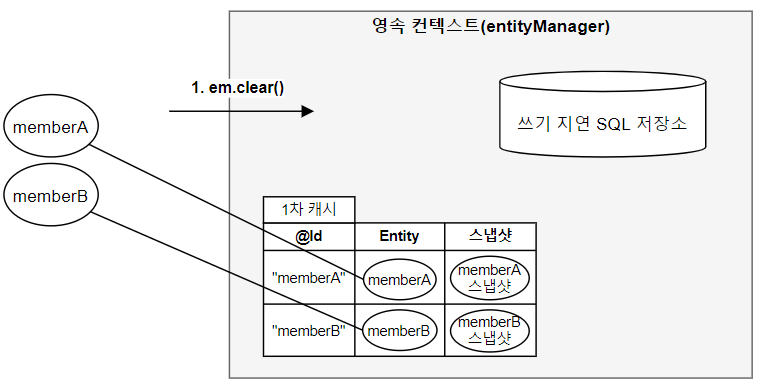 영속 컨텍스트(entityManager)
1. em.clear()
쓰기 지연 SQL 저장소
memberA
memberB
1차 캐시
@Id Entity 스냅샷
"memberA" memberA memberA
스냅샷
"memberB" memberB memberB
스냅샷